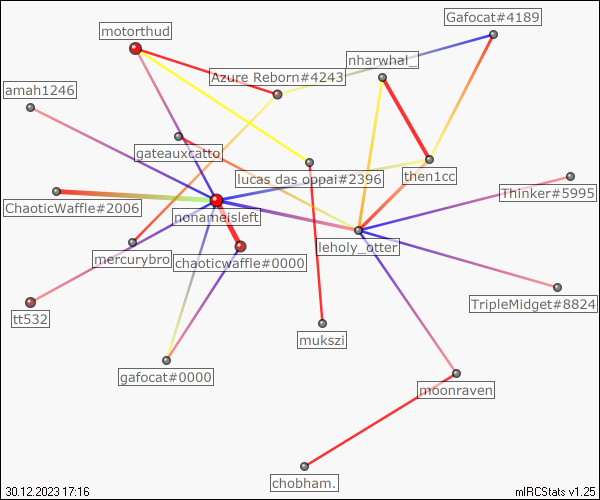 Gafocat#4189
motorthud
nharwhal_
Azure Reborn#4243
amah1246
gateauxcatto
then1cc
lucas das oppai#2396
Thinker#5995
ChaoticWaffle#2006
nonameisleft
leholy_otter
mercurybro
chaoticwaffle#0000
TripleMidget#8824
tt532
mukszi
gafocat#0000
moonraven
chobham.
30.12.2023 17:16
mIRCStats v1.25